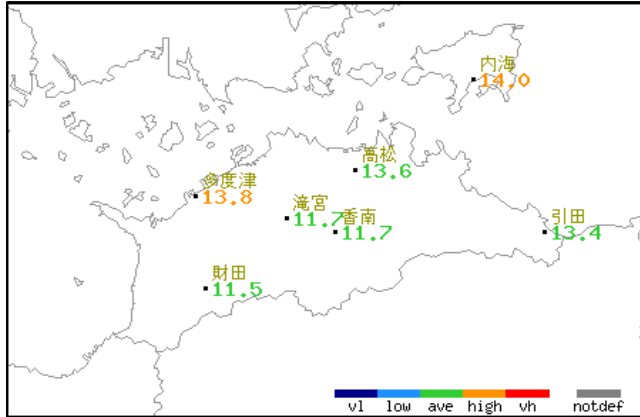 内海
14.0
高松
13.6
多度津
13.8
滝宮
11.7
香南
11.7
引田
13.4
財田
11.5
vl low ave high vh notdef